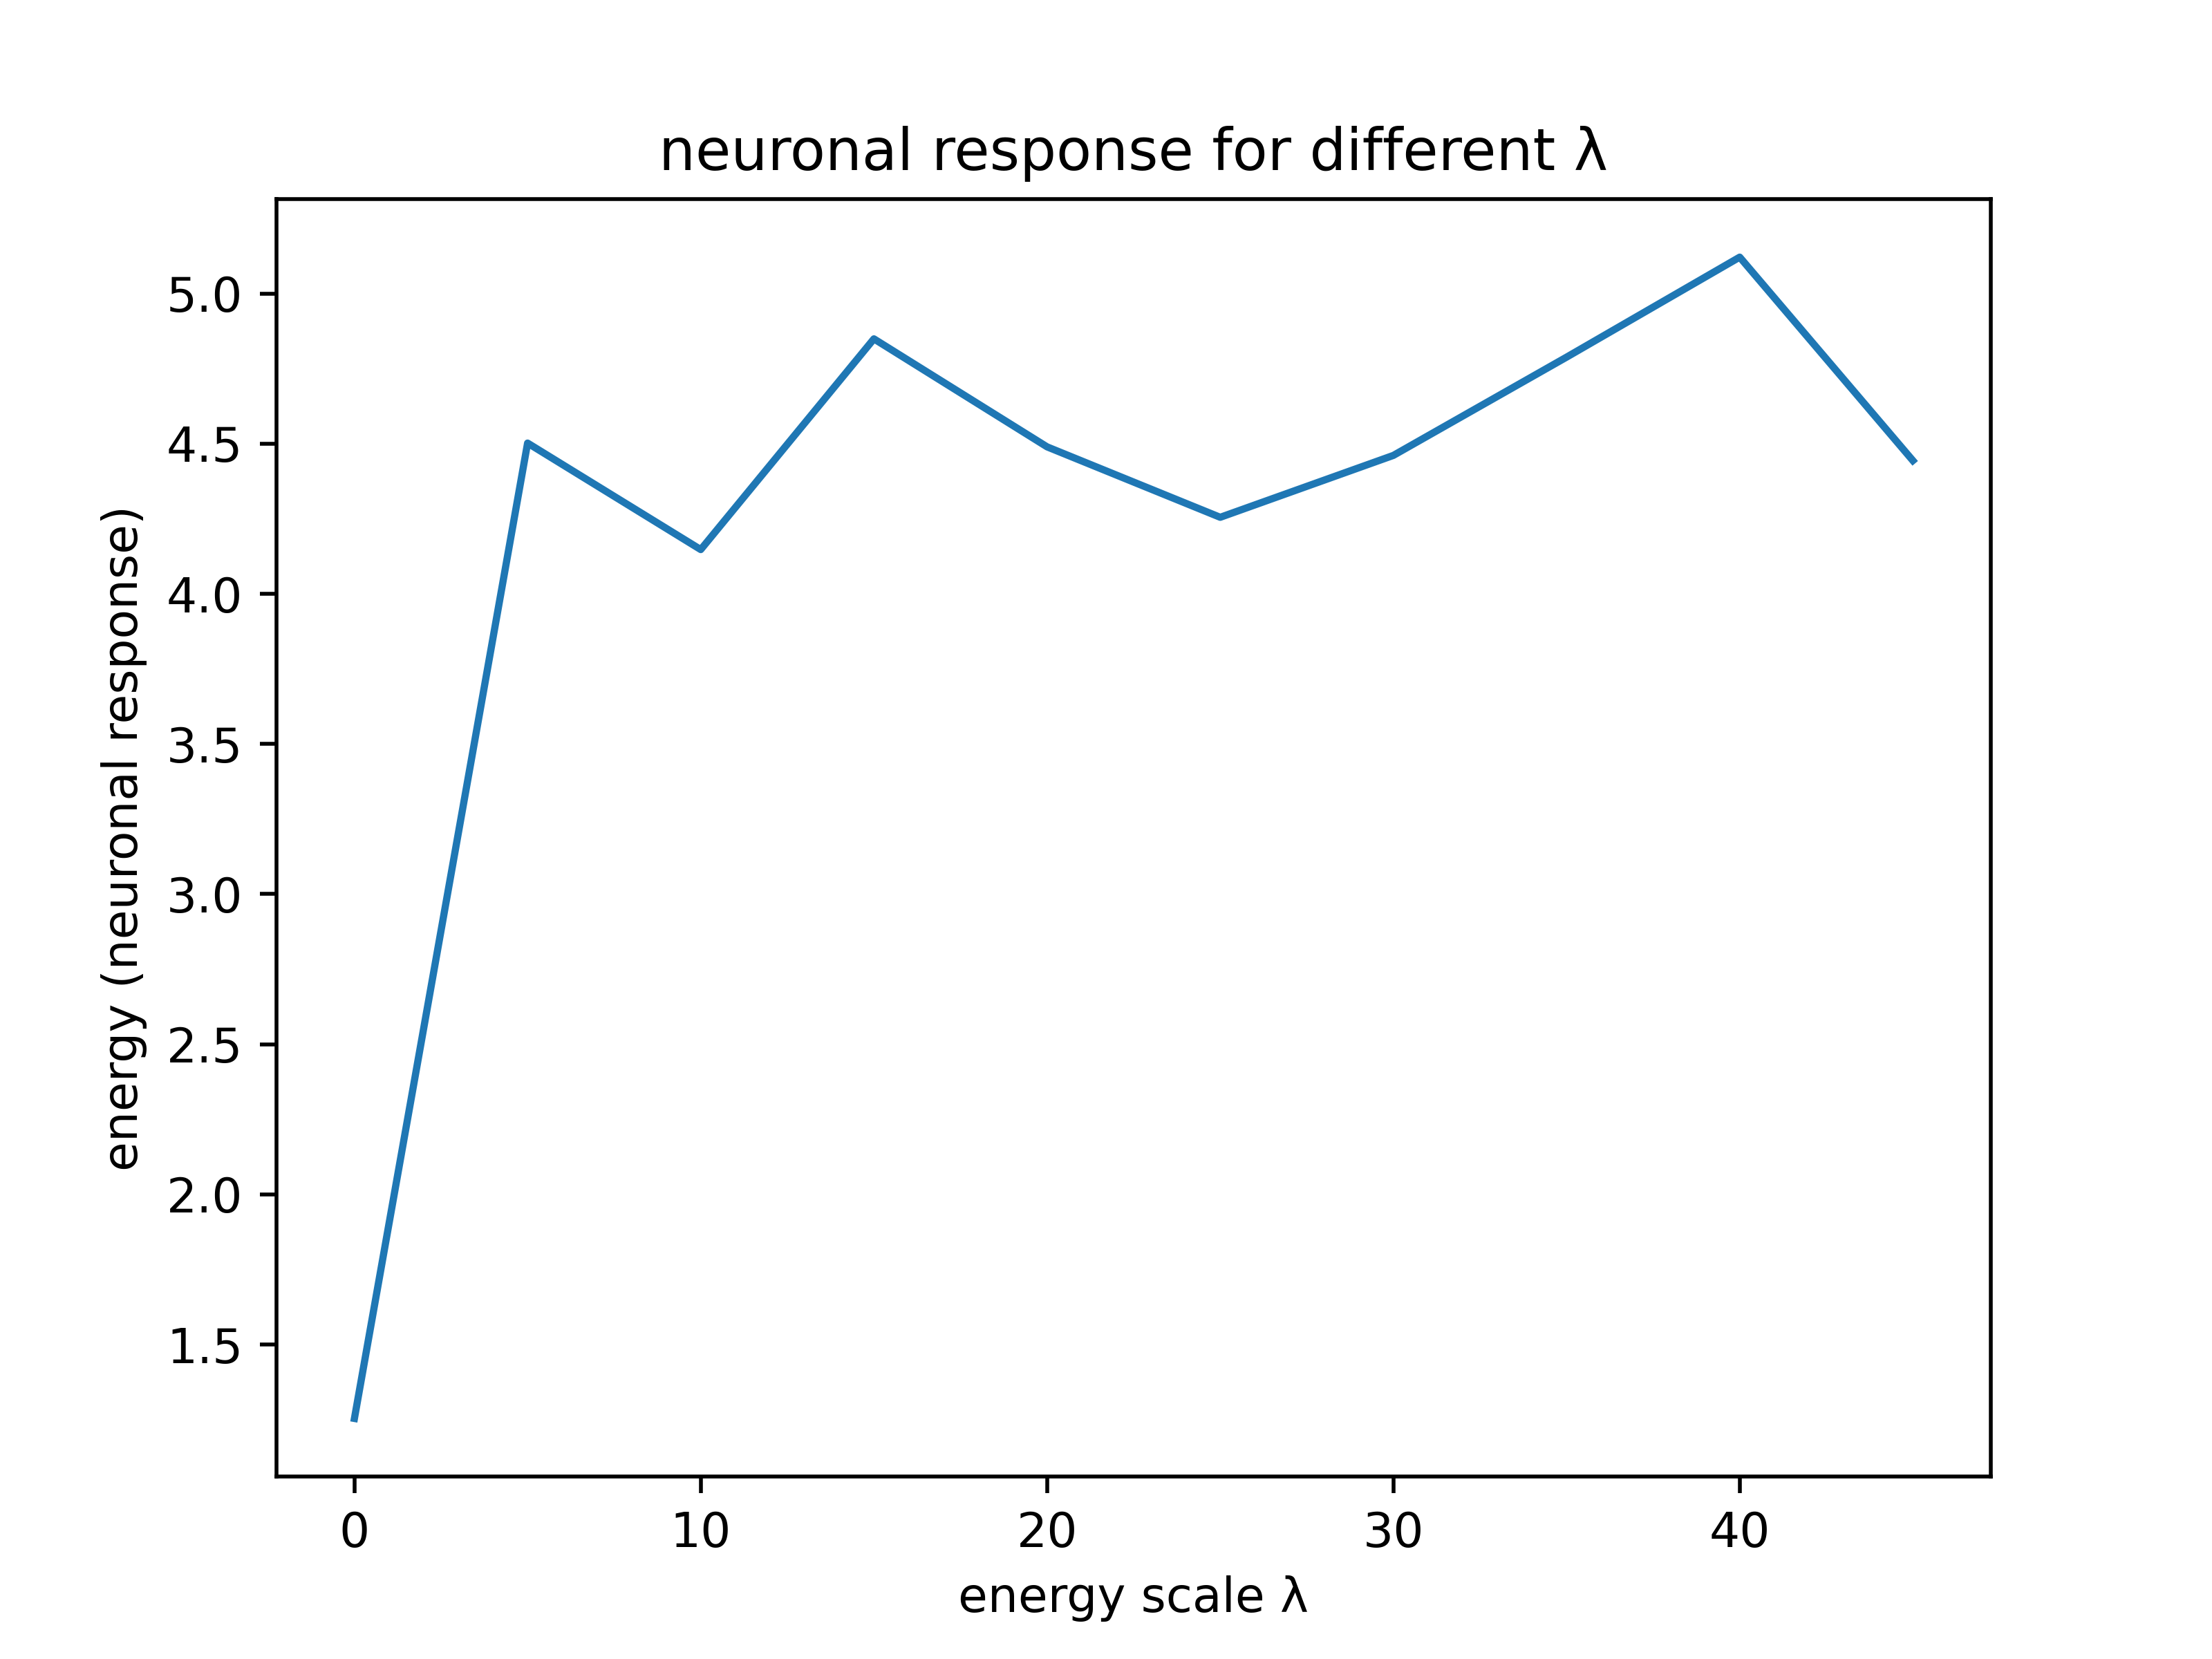 neuronal response for different λ
energy (neuronal response)
5.0
4.5
4.0
3.5
3.0
2.5
2.0
1.5
0 10 20 30 40
energy scale λ